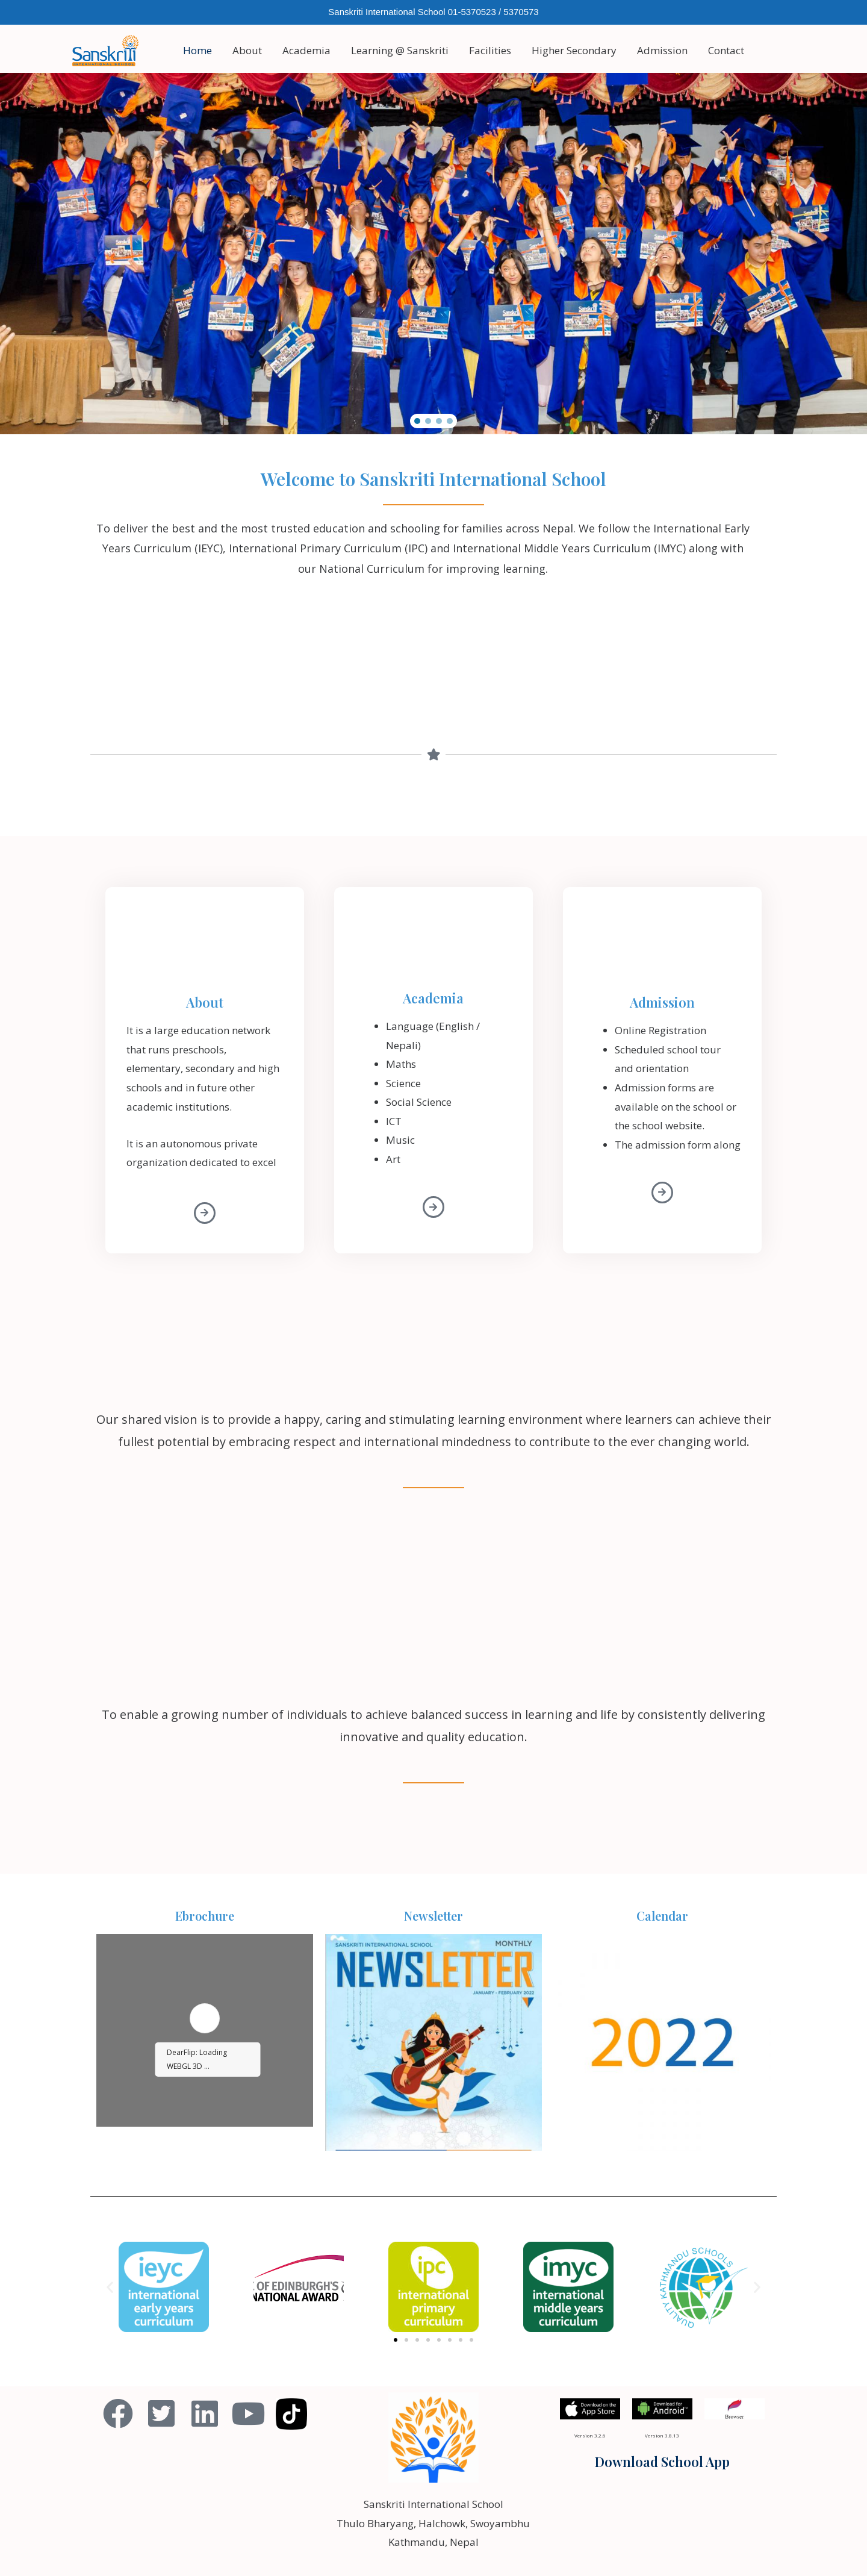 Sanskriti International School 01-5370523 / 5370573
Sanskriti
INTERNATIONAL SCHOOL
Home
About
Academia
Learning @ Sanskriti
Facilities
Higher Secondary
Admission
Contact
Welcome to Sanskriti International School
To deliver the best and the most trusted education and schooling for families across Nepal. We follow the International Early
Years Curriculum (IEYC), International Primary Curriculum (IPC) and International Middle Years Curriculum (IMYC) along with
our National Curriculum for improving learning.
About
It is a large education network
that runs preschools,
elementary, secondary and high
schools and in future other
academic institutions.
It is an autonomous private
organization dedicated to excel
Academia
Language (English /
Nepali)
Maths
Science
Social Science
ICT
Music
Art
Admission
Online Registration
Scheduled school tour
and orientation
Admission forms are
available on the school or
the school website.
The admission form along
Our shared vision is to provide a happy, caring and stimulating learning environment where learners can achieve their
fullest potential by embracing respect and international mindedness to contribute to the ever changing world.
To enable a growing number of individuals to achieve balanced success in learning and life by consistently delivering
innovative and quality education.
Ebrochure
DearFlip: Loading
WEBGL 3D ...
Newsletter
SANSKRITI INTERNATIONAL SCHOOL
MONTHLY
NEWSLETTER
JANUARY - FEBRUARY 2022
Calendar
2022
ieyc
international
early years
curriculum
OF EDINBURGH'S
NATIONAL AWARD
ipc
international
primary
curriculum
imyc
international
middle years
curriculum
QUALITY KATHMANDU SCHOOLS
Sanskriti International School
Thulo Bharyang, Halchowk, Swoyambhu
Kathmandu, Nepal
Download on the
App Store
Download for
Android
Browser
Version 3.2.6
Version 3.8.13
Download School App